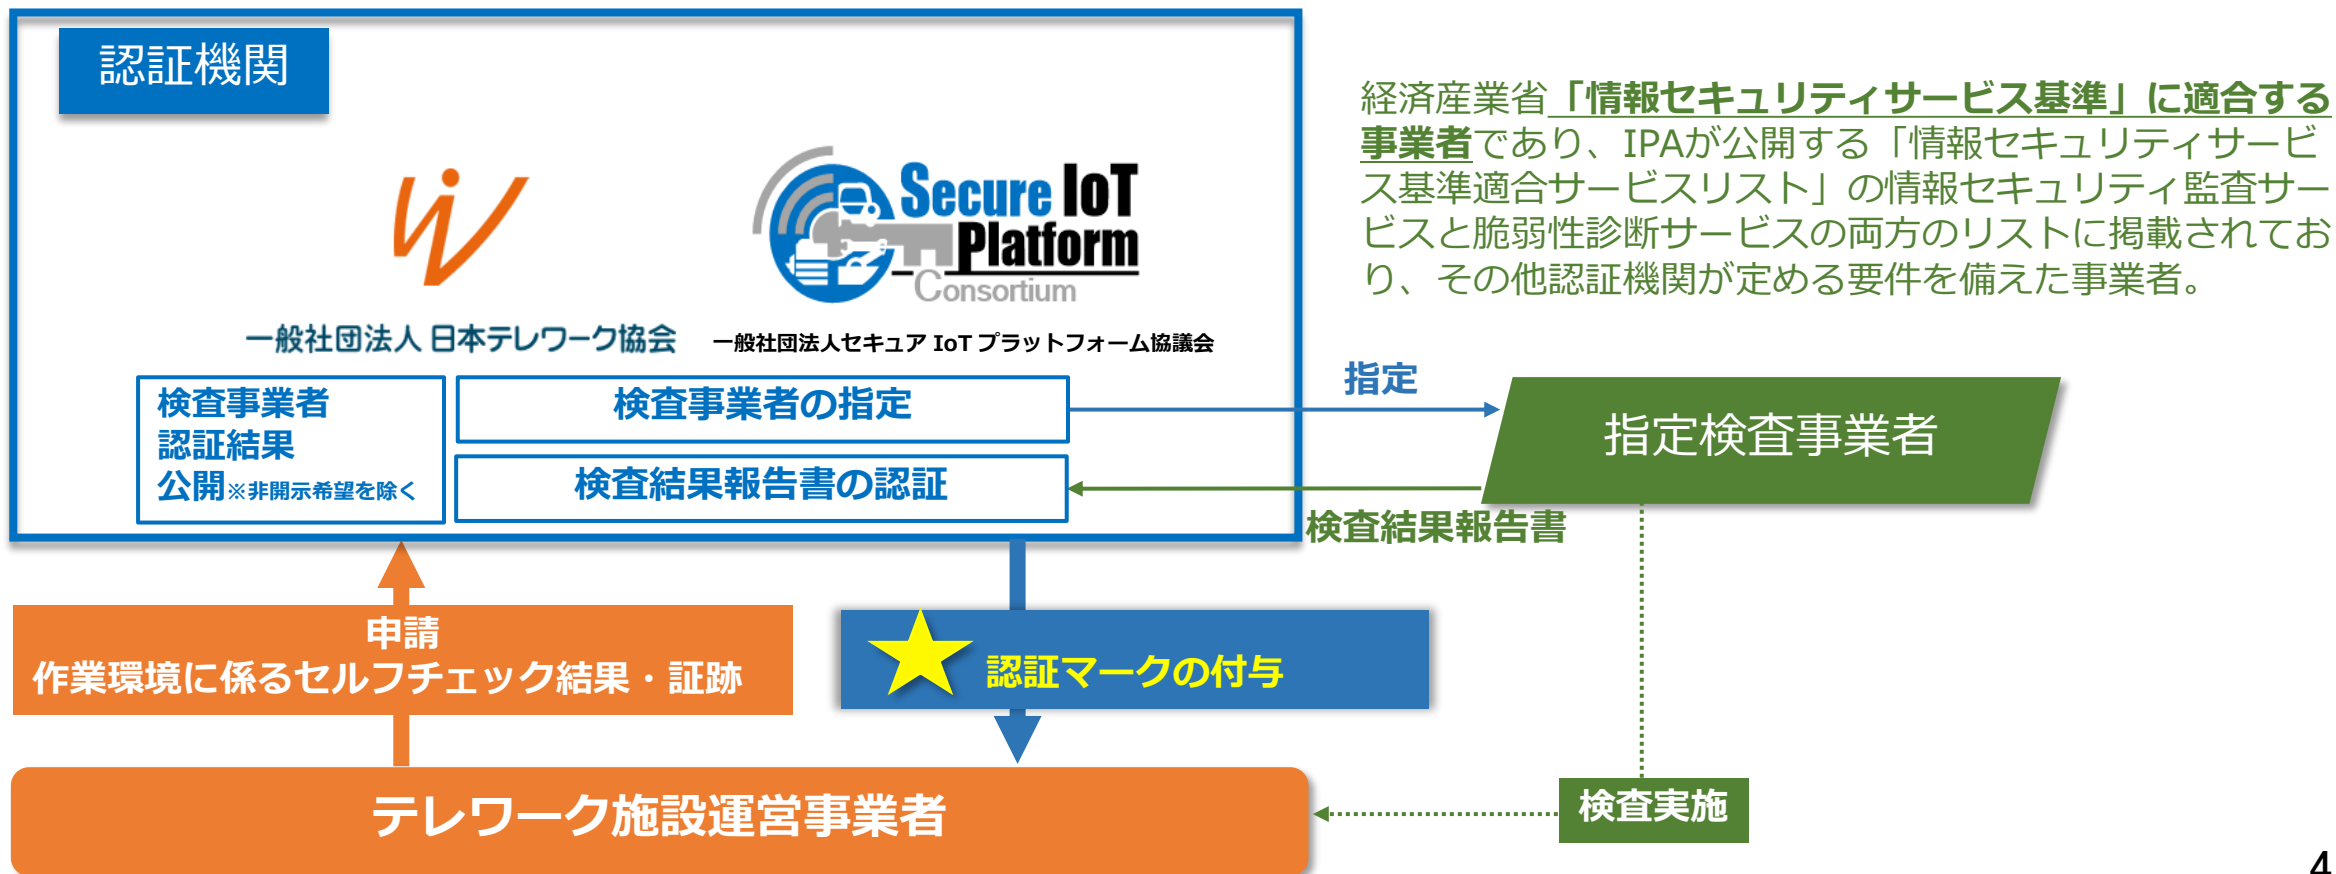 認証機関
経済産業省「情報セキュリティサービス基準」に適合する
事業者であり、IPAが公開する「情報セキュリティサービ
ス基準適合サービスリスト」の情報セキュリティ監査サー
ビスと脆弱性診断サービスの両方のリストに掲載されてお
り、その他認証機関が定める要件を備えた事業者。
Secure IoT
Platform
Consortium
一般社団法人 日本テレワーク協会
一般社団法人セキュア IoT プラットフォーム協議会
検査事業者
認証結果
公開※非開示希望を除く
検査事業者の指定
検査結果報告書の認証
指定
指定検査事業者
検査結果報告書
申請
作業環境に係るセルフチェック結果・証跡
認証マークの付与
テレワーク施設運営事業者
検査実施
4